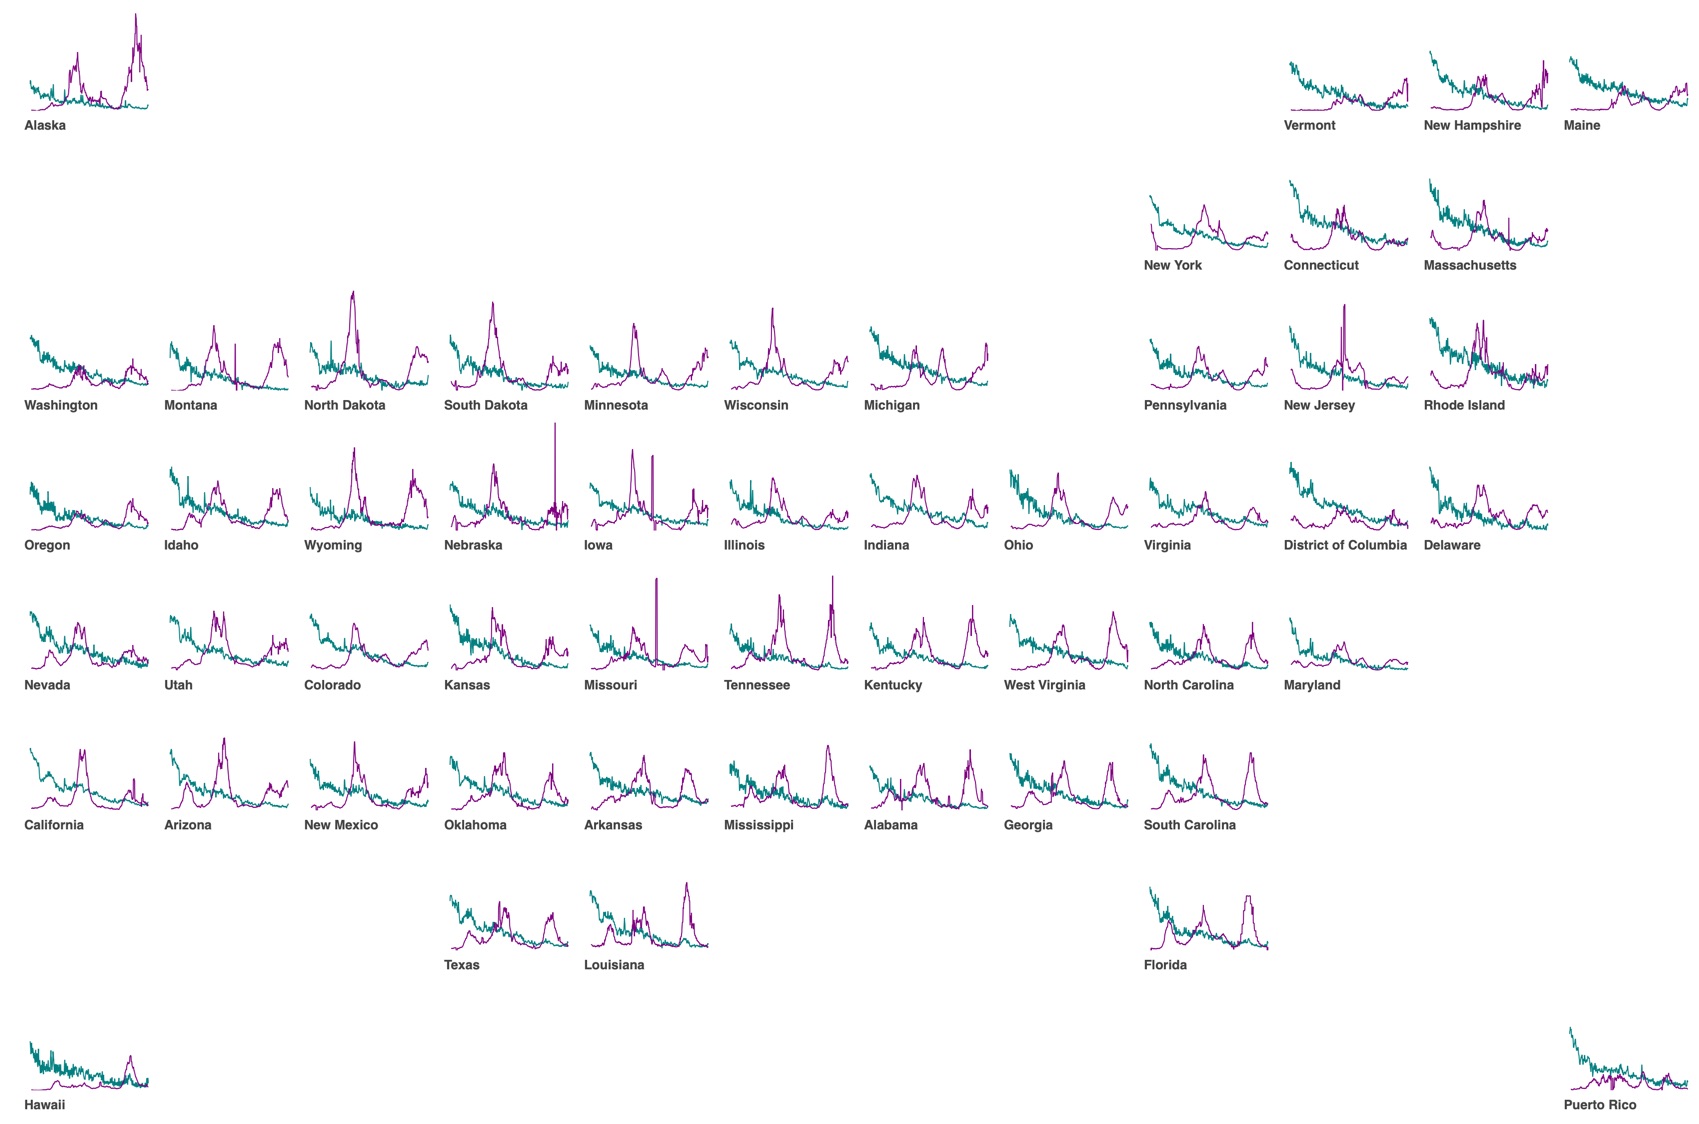 Alaska
Vermont
New Hampshire
Maine
New York
Connecticut
Massachusetts
Washington
Montana
North Dakota
South Dakota
Minnesota
Wisconsin
Michigan
Pennsylvania
New Jersey
Rhode Island
Oregon
Idaho
Wyoming
Nebraska
Iowa
Illinois
Indiana
Ohio
Virginia
District of Columbia
Delaware
Nevada
Utah
Colorado
Kansas
Missouri
Tennessee
Kentucky
West Virginia
North Carolina
Maryland
California
Arizona
New Mexico
Oklahoma
Arkansas
Mississippi
Alabama
Georgia
South Carolina
Texas
Louisiana
Florida
Hawaii
Puerto Rico